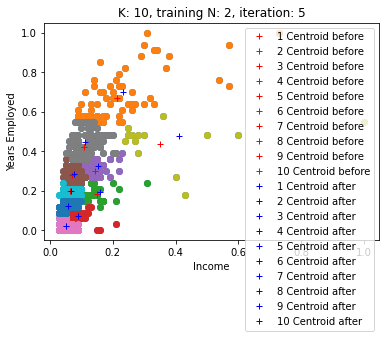 K: 10, training N: 2, iteration: 5
Years Employed
1.0
0.8
0.6
0.4
0.2
0.0
0.0 0.2 0.4 0.6 0.8 1.0
Income
1 Centroid before
2 Centroid before
3 Centroid before
4 Centroid before
5 Centroid before
6 Centroid before
7 Centroid before
8 Centroid before
9 Centroid before
10 Centroid before
1 Centroid after
2 Centroid after
3 Centroid after
4 Centroid after
5 Centroid after
6 Centroid after
7 Centroid after
8 Centroid after
9 Centroid after
10 Centroid after